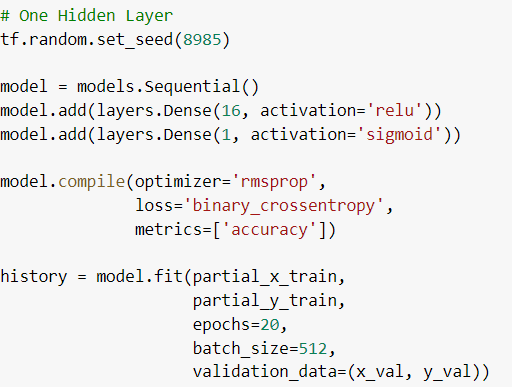 # One Hidden Layer
tf.random.set_seed(8985)
model = models.Sequential()
model.add(layers.Dense(16, activation='relu'))
model.add(layers.Dense(1, activation='sigmoid'))
model.compile(optimizer='rmsprop',
              loss='binary_crossentropy',
              metrics=['accuracy'])
history = model.fit(partial_x_train,
                    partial_y_train,
                    epochs=20,
                    batch_size=512,
                    validation_data=(x_val, y_val))